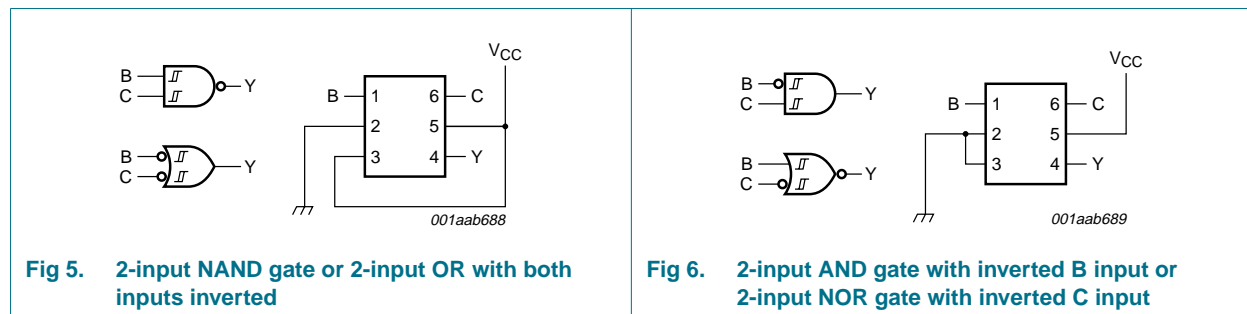 B
C
Y
B
C
Y
B
1
2
3
6
5
4
C
Y
VCC
001aab688
Fig 5. 2-input NAND gate or 2-input OR with both
inputs inverted
B
C
Y
B
C
Y
B
1
2
3
6
5
4
C
Y
VCC
001aab689
Fig 6. 2-input AND gate with inverted B input or
2-input NOR gate with inverted C input